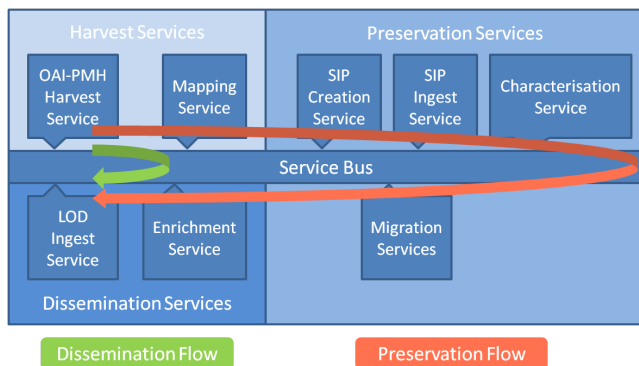 Harvest Services
Preservation Services
OAI-PMH
Harvest
Service
Mapping
Service
SIP
Creation
Service
SIP
Ingest
Service
Characterisation
Service
Service Bus
LOD
Ingest
Service
Enrichment
Service
Migration
Services
Dissemination Services
Dissemination Flow
Preservation Flow